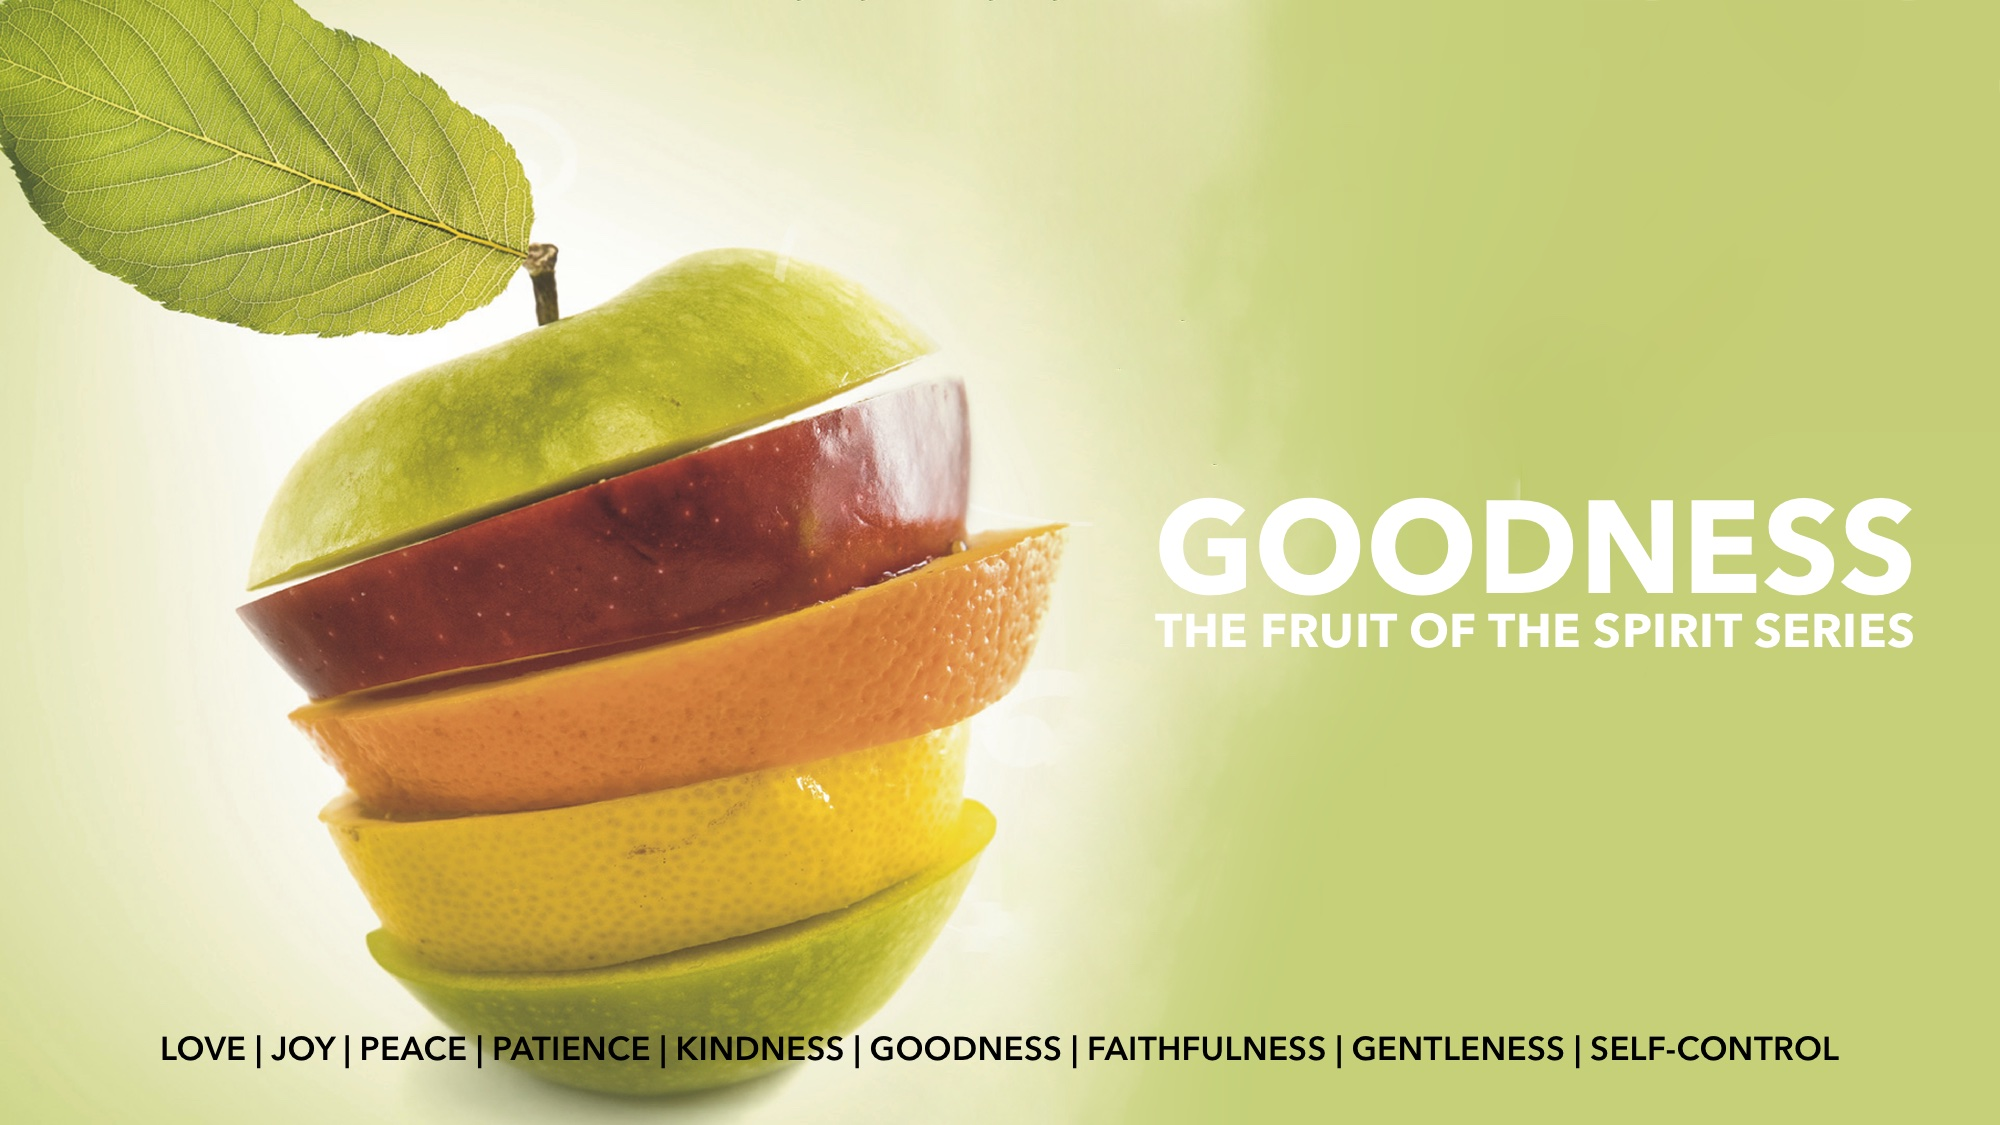 GOODNESS
THE FRUIT OF THE SPIRIT SERIES
LOVE | JOY | PEACE | PATIENCE | KINDNESS | GOODNESS | FAITHFULNESS | GENTLENESS | SELF-CONTROL